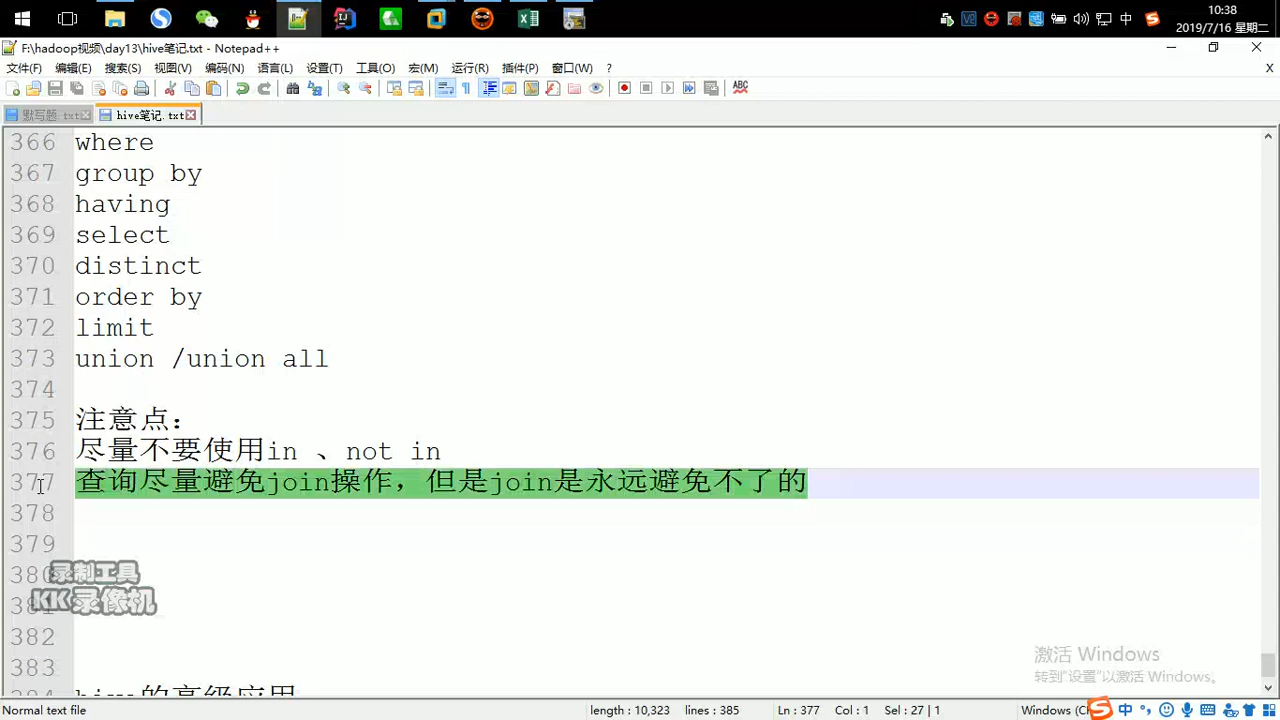 10:38
2019/7/16 星期二
F:\hadoop视频\day13\hive笔记.txt - Notepad++
文件(F) 编辑(E) 搜索(S) 视图(V) 编码(N) 语言(L) 设置(T) 工具(O) 宏(M) 运行(R) 插件(P) 窗口(W) ? X
默写题.txt hive笔记.txt
366 where
367 group by
368 having
369 select
370 distinct
371 order by
372 limit
373 union /union all
374
375 注意点：
376 尽量不要使用in 、not in
377 查询尽量避免join操作，但是join是永远避免不了的
378
379
录制工具
KK录像机
382
383
激活 Windows
转到“设置”以激活 Windows。
Normal text file length : 10,323 lines : 385 Ln : 377 Col : 1 Sel : 27 | 1 Windows 中